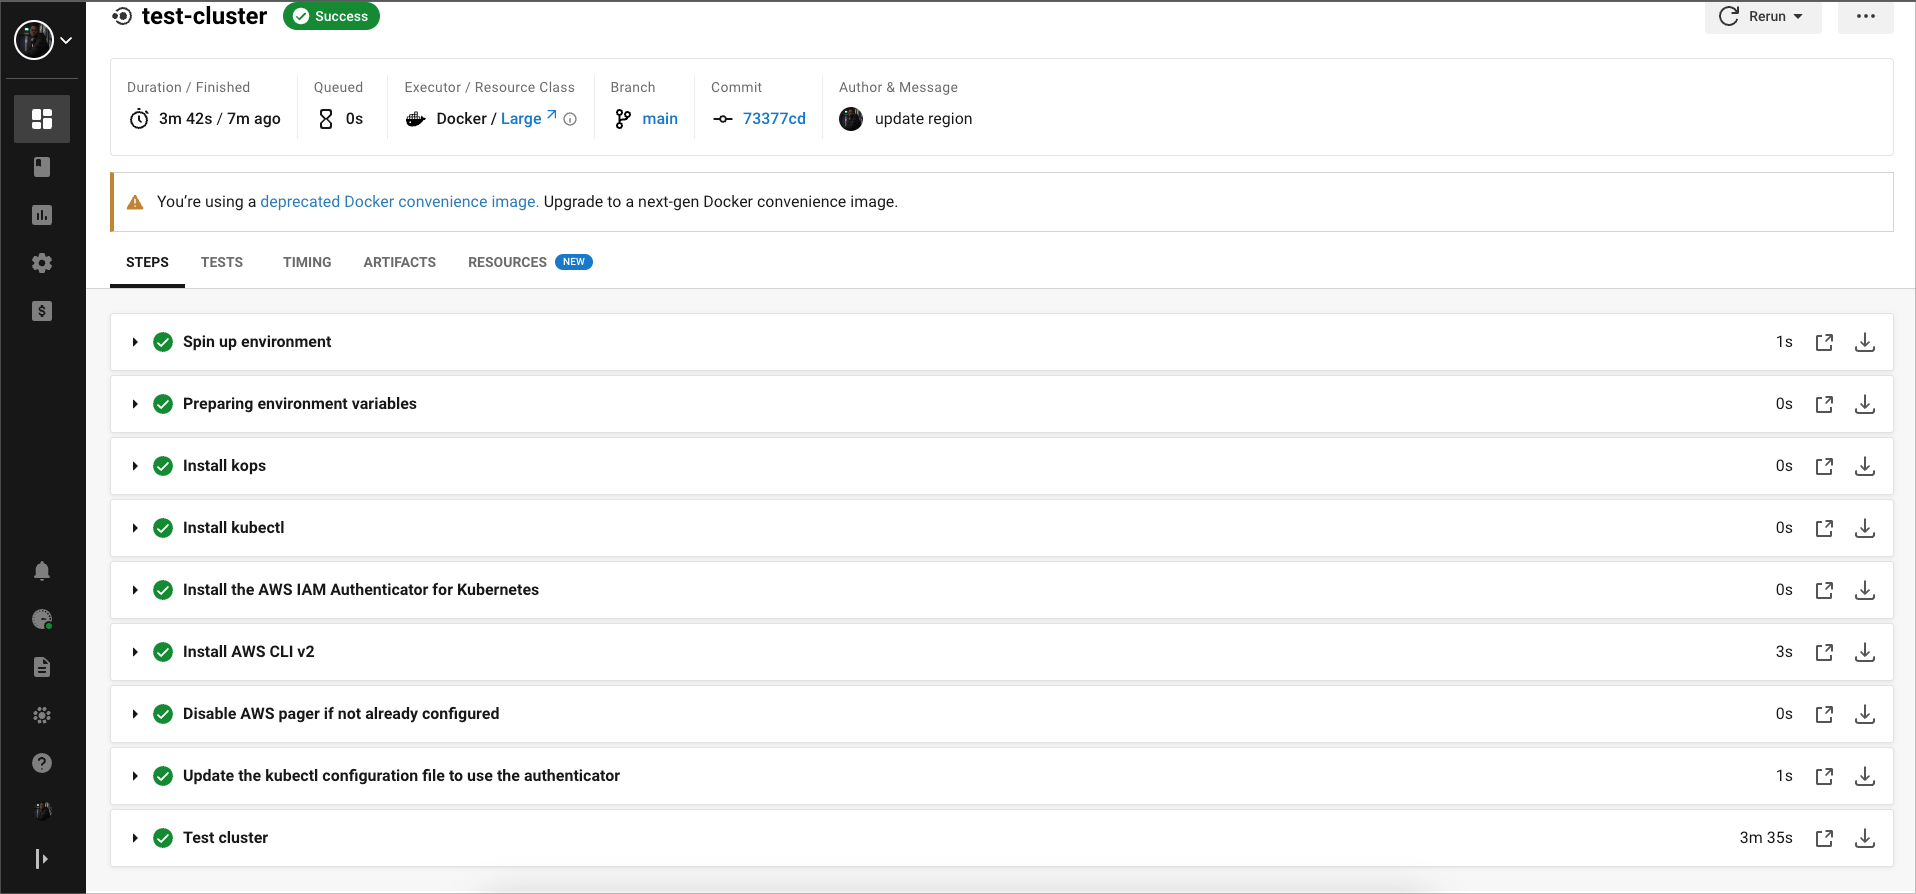 test-cluster Success Rerun
Duration / Finished Queued Executor / Resource Class Branch Commit Author & Message
3m 42s / 7m ago 0s Docker / Large main 73377cd update region
You're using a deprecated Docker convenience image. Upgrade to a next-gen Docker convenience image.
STEPS TESTS TIMING ARTIFACTS RESOURCES NEW
Spin up environment 1s
Preparing environment variables 0s
Install kops 0s
Install kubectl 0s
Install the AWS IAM Authenticator for Kubernetes 0s
Install AWS CLI v2 3s
Disable AWS pager if not already configured 0s
Update the kubectl configuration file to use the authenticator 1s
Test cluster 3m 35s